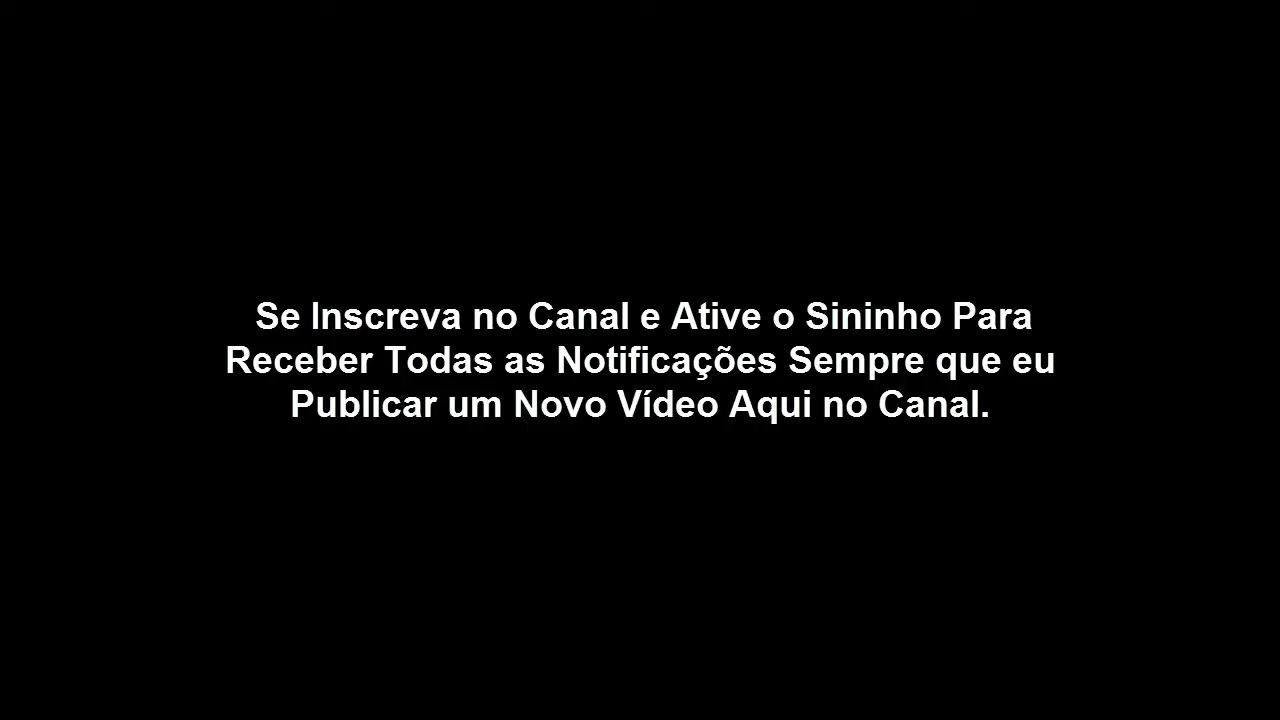 Se Inscreva no Canal e Ative o Sininho Para
Receber Todas as Notificações Sempre que eu
Publicar um Novo Vídeo Aqui no Canal.